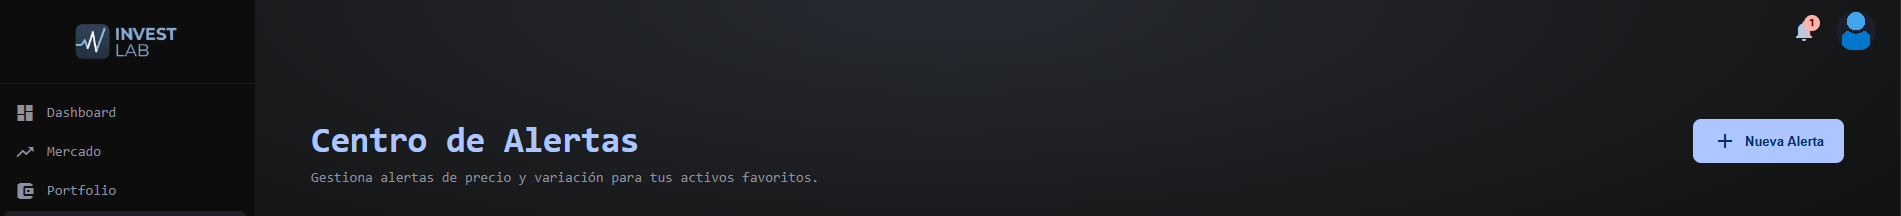 INVEST
LAB
1
Dashboard
Mercado
Portfolio
Centro de Alertas
Gestiona alertas de precio y variación para tus activos favoritos.
Nueva Alerta